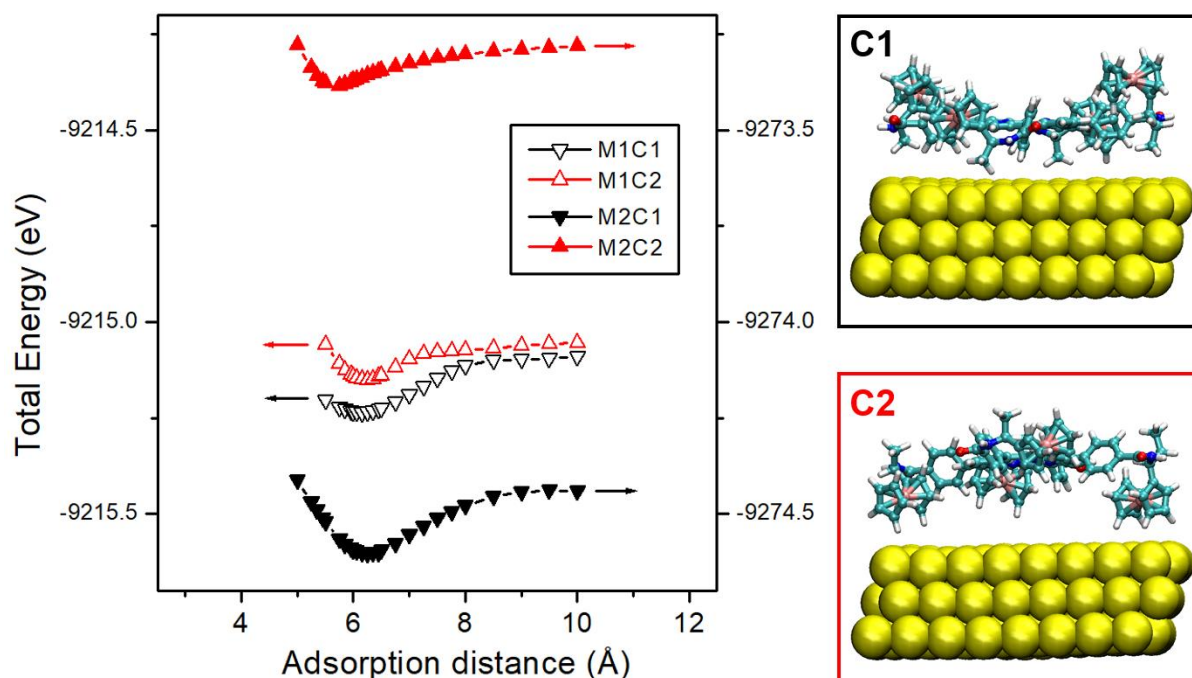 Total Energy (eV)
-9214.5
-9215.0
-9215.5
M1C1
M1C2
M2C1
M2C2
-9273.5
-9274.0
-9274.5
4
6
8
10
12
Adsorption distance (Å)
C1
C2